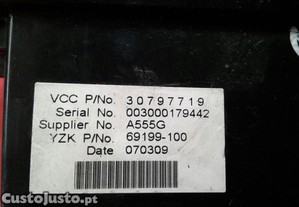 VCC P/No. 30797719
Serial No. 003000179442
Supplier No. A555G
YZK P/No. 69199-100
Date 070309
CustoJusto.pt